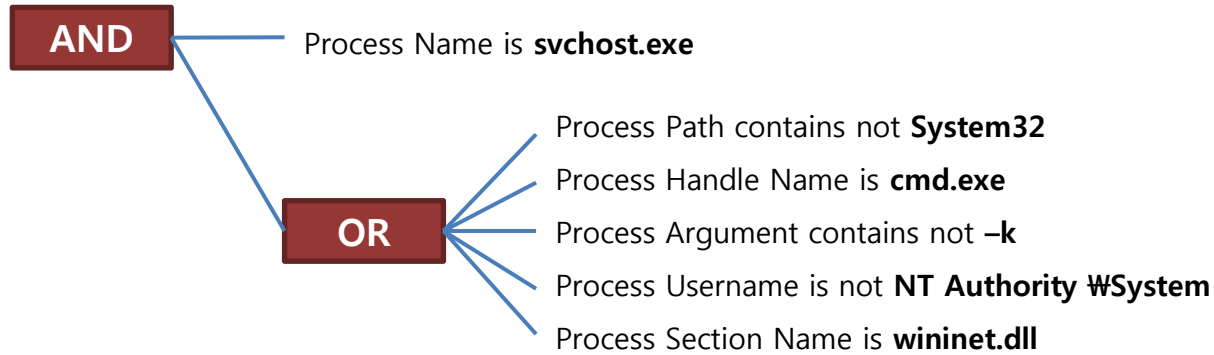 AND
Process Name is svchost.exe
Process Path contains not System32
Process Handle Name is cmd.exe
OR
Process Argument contains not –k
Process Username is not NT Authority ₩System
Process Section Name is wininet.dll